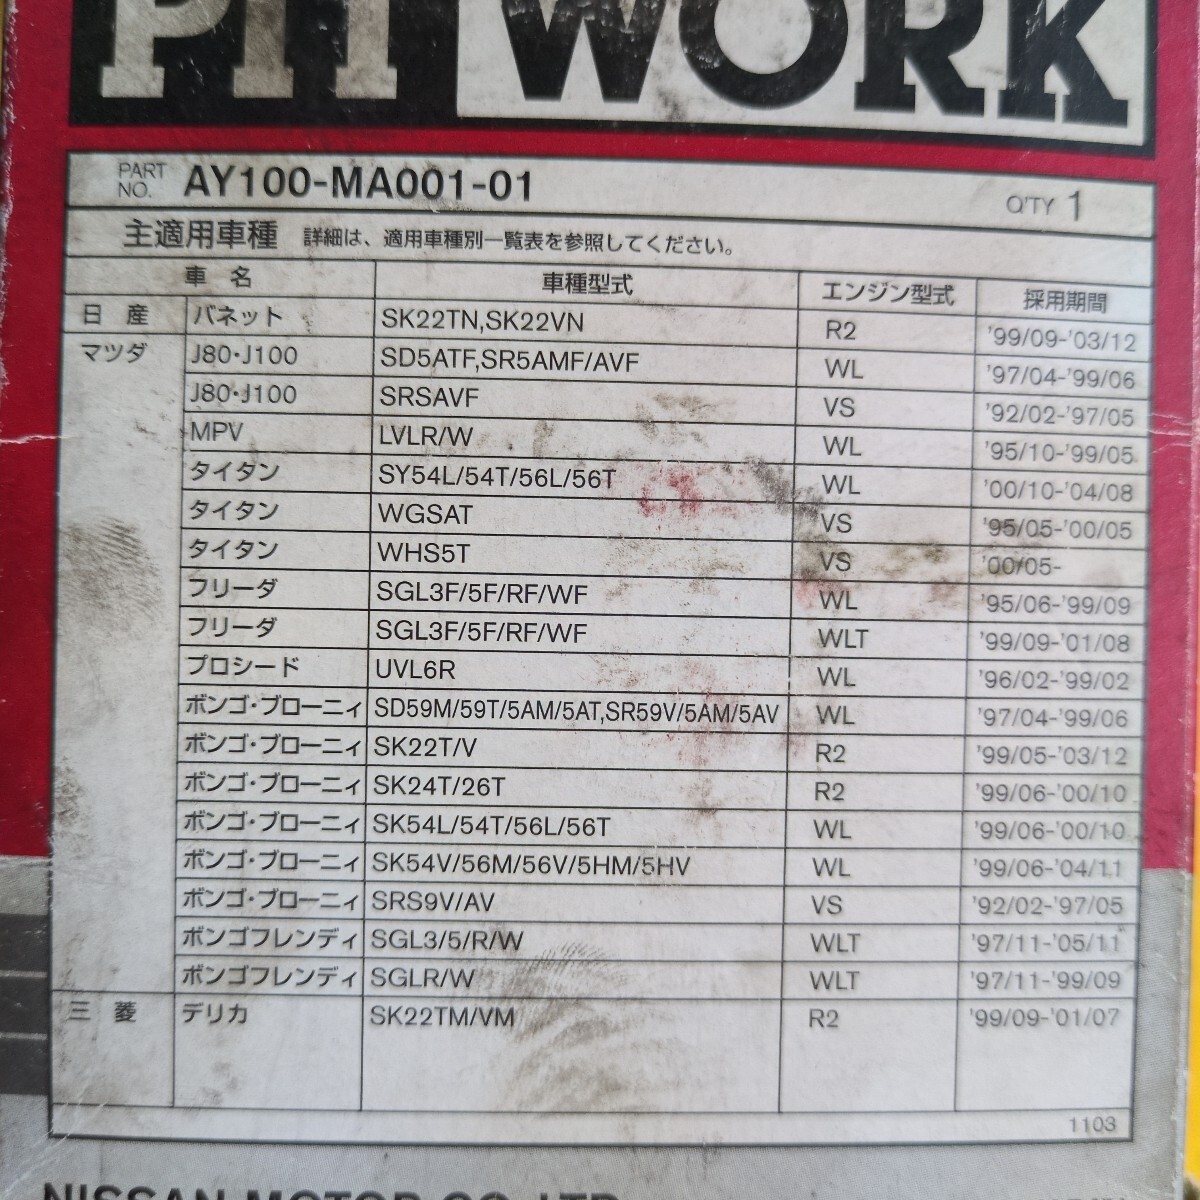 PIT WORK
PART NO. AY100-MA001-01 Q'TY 1
主適用車種 詳細は、適用車種別一覧表を参照してください。
車 名 車種型式 エンジン型式 採用期間
日 産 バネット SK22TN,SK22VN R2 '99/09-'03/12
マツダ J80・J100 SD5ATF,SR5AMF/AVF WL '97/04-'99/06
J80・J100 SRSAVF VS '92/02-'97/05
MPV LVLR/W WL '95/10-'99/05
タイタン SY54L/54T/56L/56T WL '00/10-'04/08
タイタン WGSAT VS '95/05-'00/05
タイタン WHS5T VS '00/05-
フリーダ SGL3F/5F/RF/WF WL '95/06-'99/09
フリーダ SGL3F/5F/RF/WF WLT '99/09-'01/08
プロシード UVL6R WL '96/02-'99/02
ボンゴ・ブローニィ SD59M/59T/5AM/5AT,SR59V/5AM/5AV WL '97/04-'99/06
ボンゴ・ブローニィ SK22T/V R2 '99/05-'03/12
ボンゴ・ブローニィ SK24T/26T R2 '99/06-'00/10
ボンゴ・ブローニィ SK54L/54T/56L/56T WL '99/06-'00/10
ボンゴ・ブローニィ SK54V/56M/56V/5HM/5HV WL '99/06-'04/11
ボンゴ・ブローニィ SRS9V/AV VS '92/02-'97/05
ボンゴフレンディ SGL3/5/R/W WLT '97/11-'05/11
ボンゴフレンディ SGLR/W WLT '97/11-'99/09
三 菱 デリカ SK22TM/VM R2 '99/09-'01/07
1103
NISSAN MOTOR CO.,LTD.